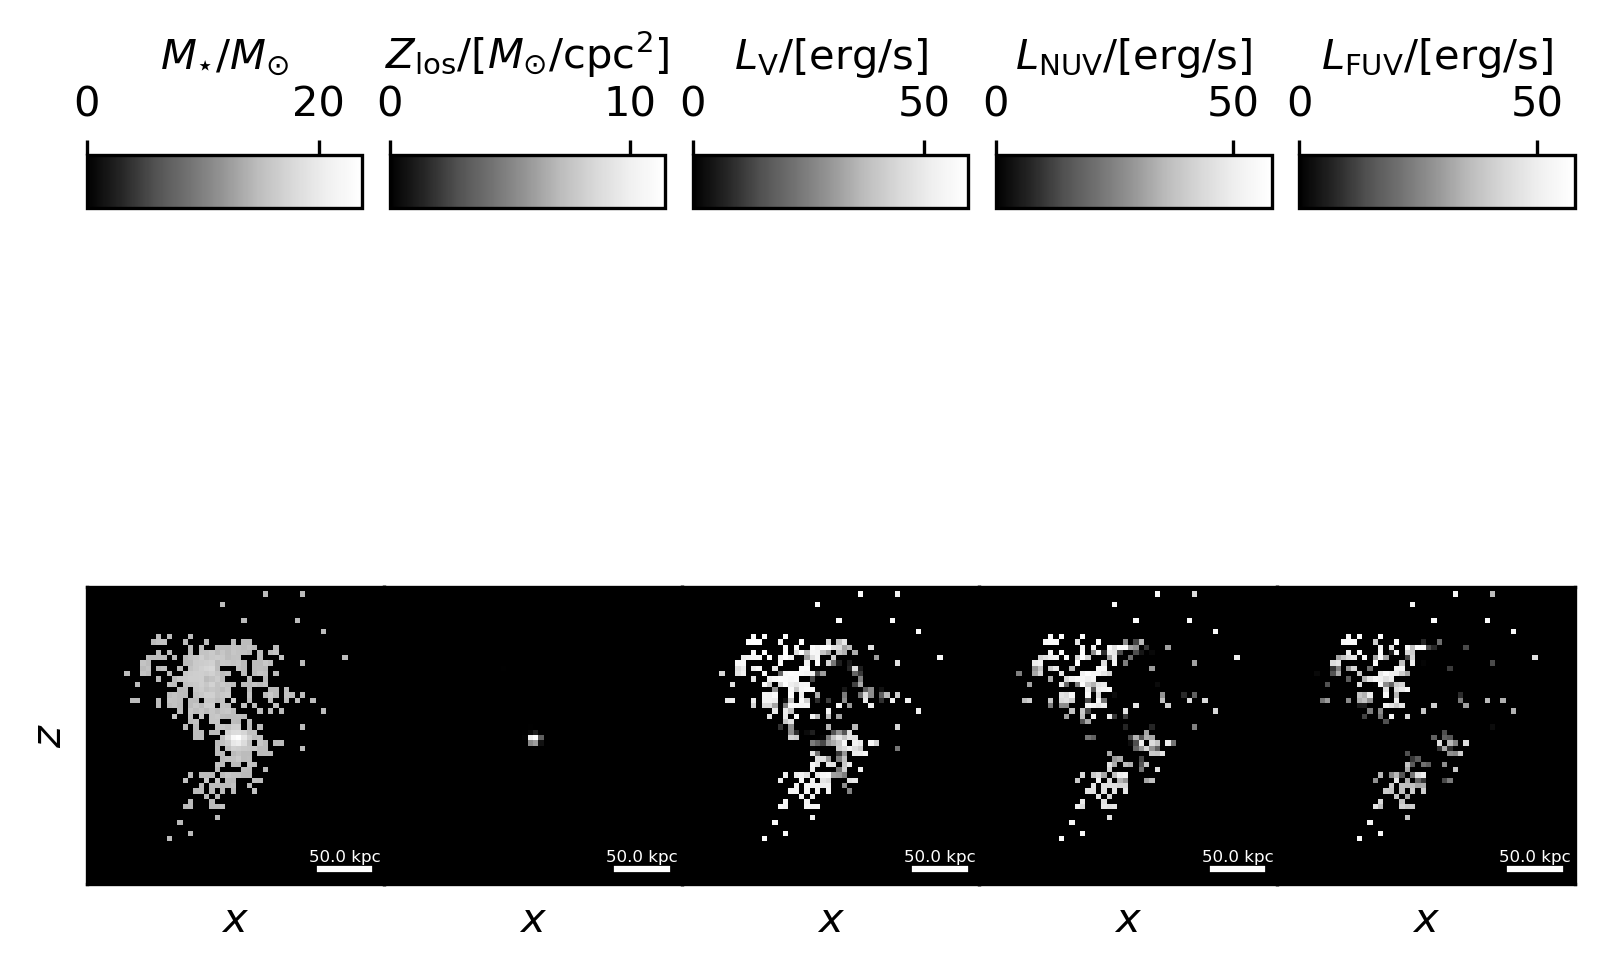 M⋆/M⊙ Z_los/[M⊙/cpc²] L_V/[erg/s] L_NUV/[erg/s] L_FUV/[erg/s]
0 20 0 10 0 50 0 50 0 50
z
50.0 kpc 50.0 kpc 50.0 kpc 50.0 kpc 50.0 kpc
x x x x x